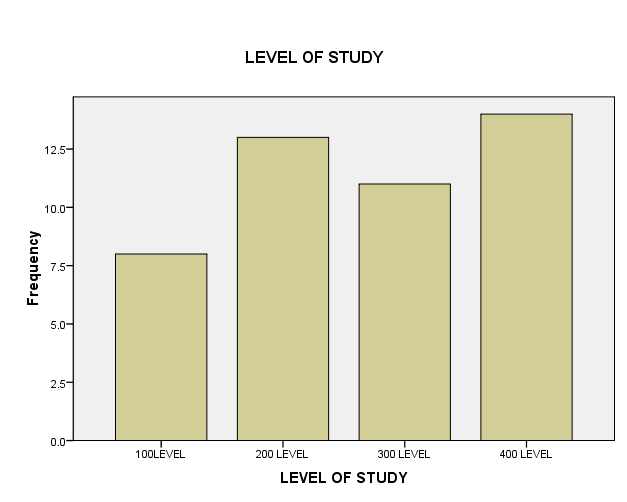 LEVEL OF STUDY
12.5
10.0
7.5
5.0
2.5
0.0
Frequency
100LEVEL
200 LEVEL
300 LEVEL
400 LEVEL
LEVEL OF STUDY